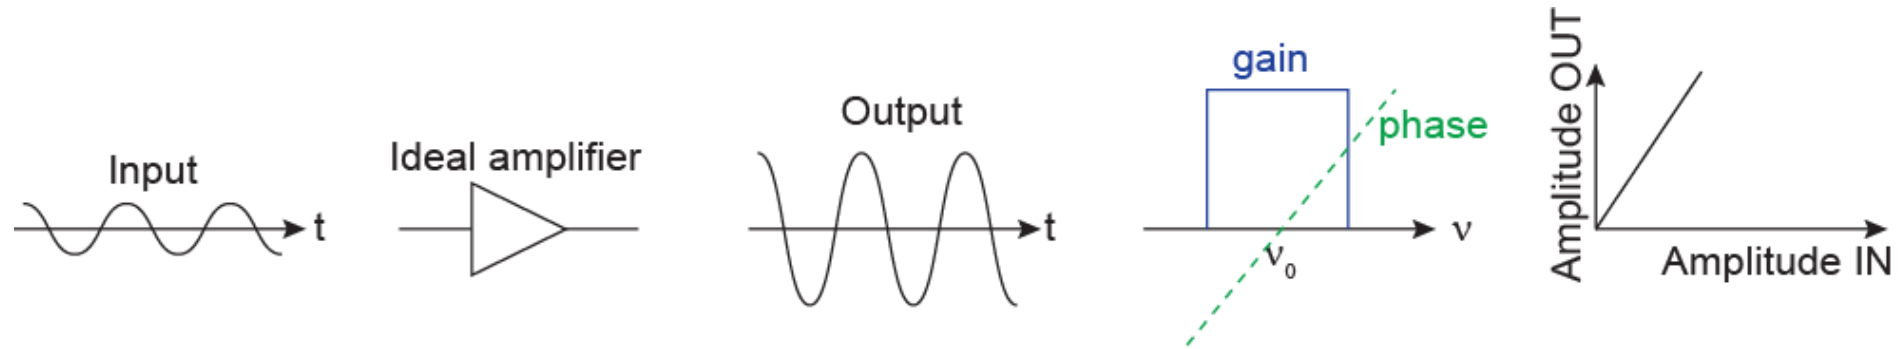 Input
t
Ideal amplifier
Output
t
gain
phase
ν
ν₀
Amplitude OUT
Amplitude IN